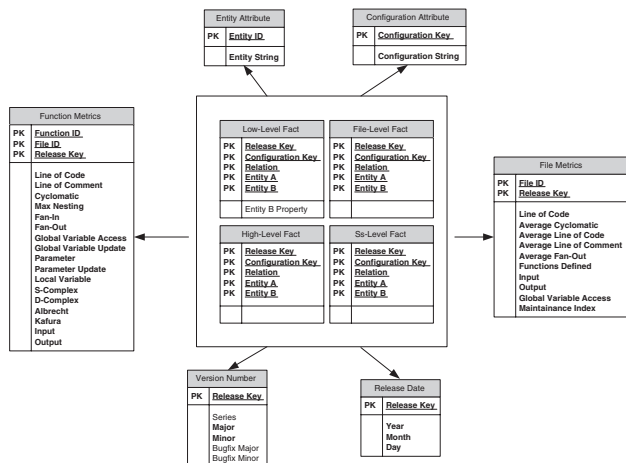 Entity Attribute
PK Entity ID
Entity String
Configuration Attribute
PK Configuration Key
Configuration String
Function Metrics
PK Function ID
PK File ID
PK Release Key
Line of Code
Line of Comment
Cyclomatic
Max Nesting
Fan-In
Fan-Out
Global Variable Access
Global Variable Update
Parameter
Parameter Update
Local Variable
S-Complex
D-Complex
Albrecht
Kafura
Input
Output
Low-Level Fact
PK Release Key
PK Configuration Key
PK Relation
PK Entity A
PK Entity B
Entity B Property
File-Level Fact
PK Release Key
PK Configuration Key
PK Relation
PK Entity A
PK Entity B
High-Level Fact
PK Release Key
PK Configuration Key
PK Relation
PK Entity A
PK Entity B
Ss-Level Fact
PK Release Key
PK Configuration Key
PK Relation
PK Entity A
PK Entity B
File Metrics
PK File ID
PK Release Key
Line of Code
Average Cyclomatic
Average Line of Code
Average Line of Comment
Average Fan-Out
Functions Defined
Input
Output
Global Variable Access
Maintainance Index
Version Number
PK Release Key
Series
Major
Minor
Bugfix Major
Bugfix Minor
Release Date
PK Release Key
Year
Month
Day